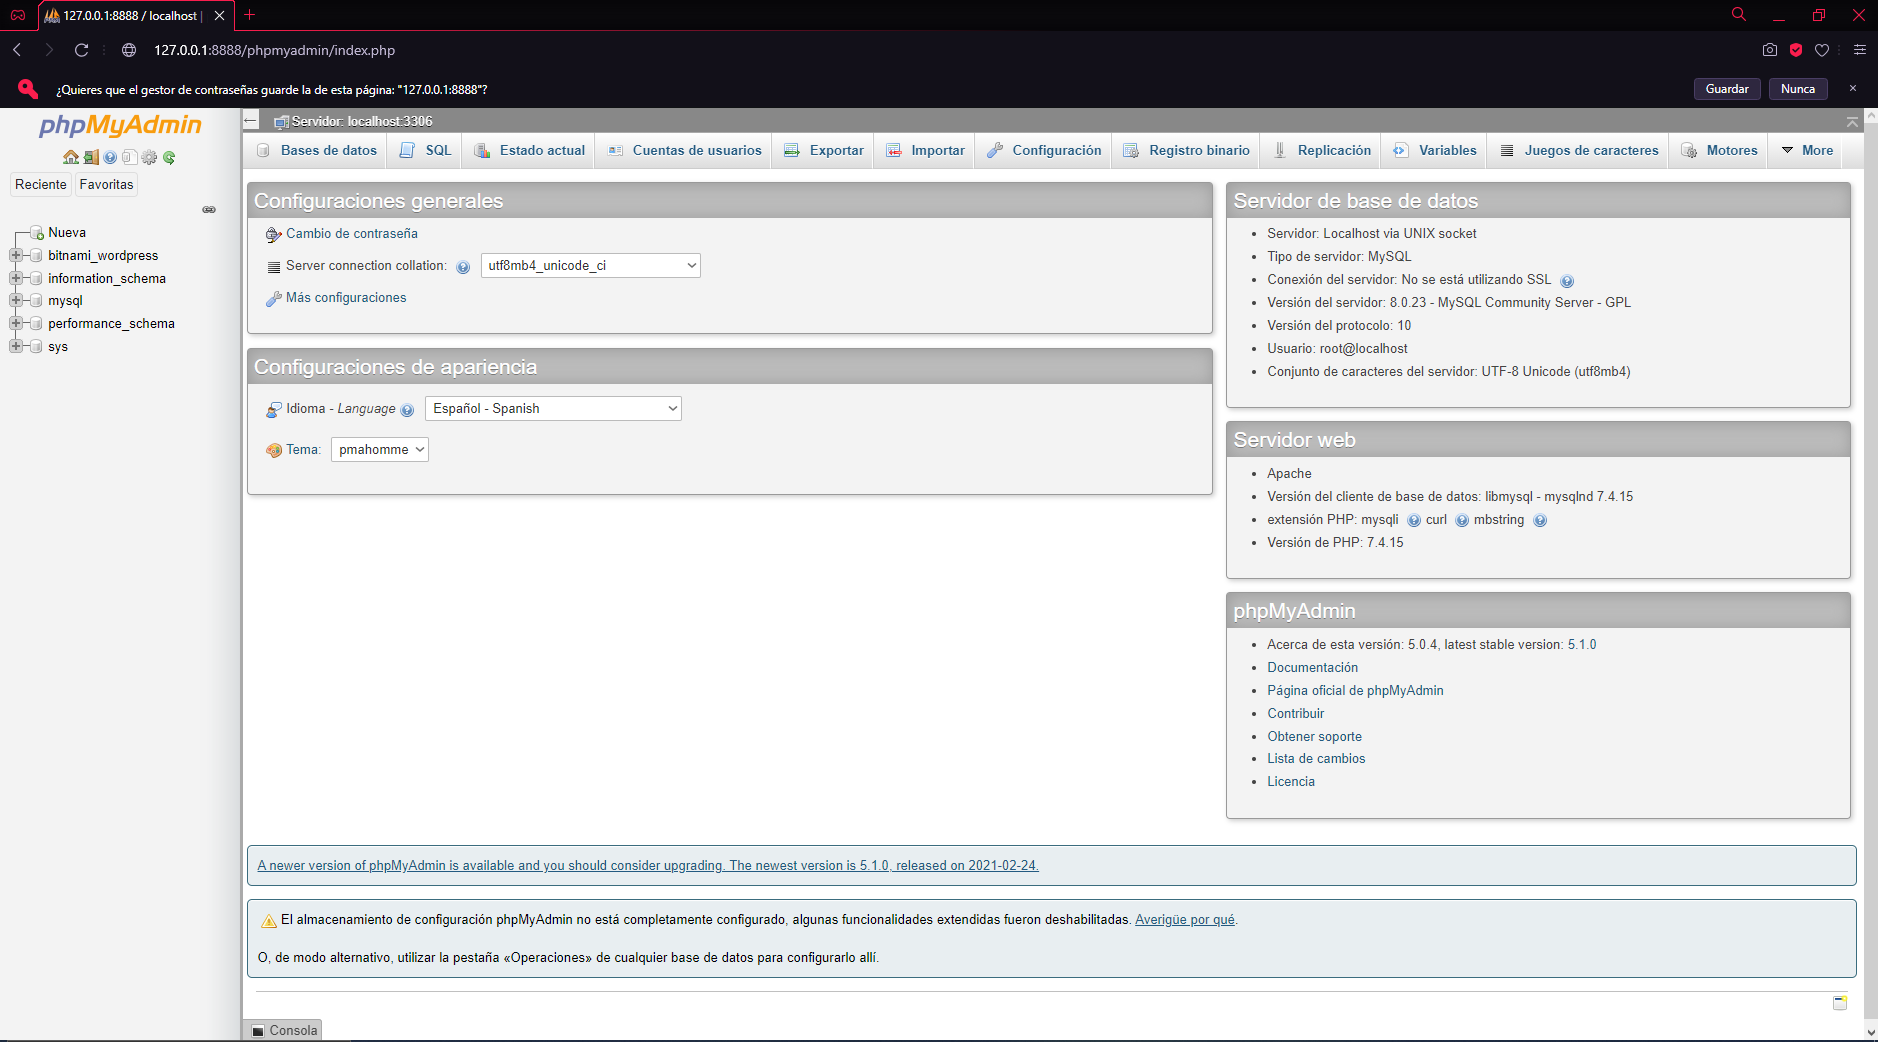 127.0.0.1:8888 / localhost |
127.0.0.1:8888/phpmyadmin/index.php
¿Quieres que el gestor de contraseñas guarde la de esta página: "127.0.0.1:8888"?
Guardar
Nunca
phpMyAdmin
Reciente
Favoritas
Nueva
bitnami_wordpress
information_schema
mysql
performance_schema
sys
Servidor: localhost:3306
Bases de datos
SQL
Estado actual
Cuentas de usuarios
Exportar
Importar
Configuración
Registro binario
Replicación
Variables
Juegos de caracteres
Motores
More
Configuraciones generales
Cambio de contraseña
Server connection collation:
utf8mb4_unicode_ci
Más configuraciones
Configuraciones de apariencia
Idioma - Language
Español - Spanish
Tema:
pmahomme
Servidor de base de datos
Servidor: Localhost via UNIX socket
Tipo de servidor: MySQL
Conexión del servidor: No se está utilizando SSL
Versión del servidor: 8.0.23 - MySQL Community Server - GPL
Versión del protocolo: 10
Usuario: root@localhost
Conjunto de caracteres del servidor: UTF-8 Unicode (utf8mb4)
Servidor web
Apache
Versión del cliente de base de datos: libmysql - mysqlnd 7.4.15
extensión PHP: mysqli curl mbstring
Versión de PHP: 7.4.15
phpMyAdmin
Acerca de esta versión: 5.0.4, latest stable version: 5.1.0
Documentación
Página oficial de phpMyAdmin
Contribuir
Obtener soporte
Lista de cambios
Licencia
A newer version of phpMyAdmin is available and you should consider upgrading. The newest version is 5.1.0, released on 2021-02-24.
El almacenamiento de configuración phpMyAdmin no está completamente configurado, algunas funcionalidades extendidas fueron deshabilitadas. Averigüe por qué.
O, de modo alternativo, utilizar la pestaña «Operaciones» de cualquier base de datos para configurarlo allí.
Consola